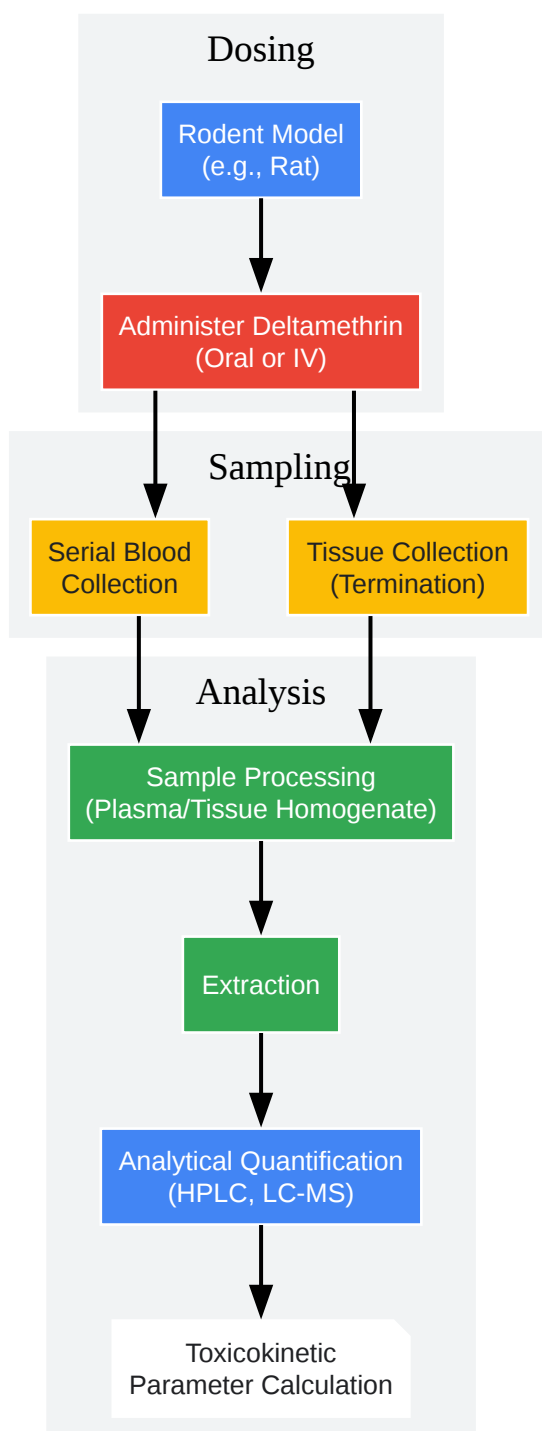 Dosing
Rodent Model
(e.g., Rat)
Administer Deltamethrin
(Oral or IV)
Sampling
Serial Blood
Collection
Tissue Collection
(Termination)
Analysis
Sample Processing
(Plasma/Tissue Homogenate)
Extraction
Analytical Quantification
(HPLC, LC-MS)
Toxicokinetic
Parameter Calculation